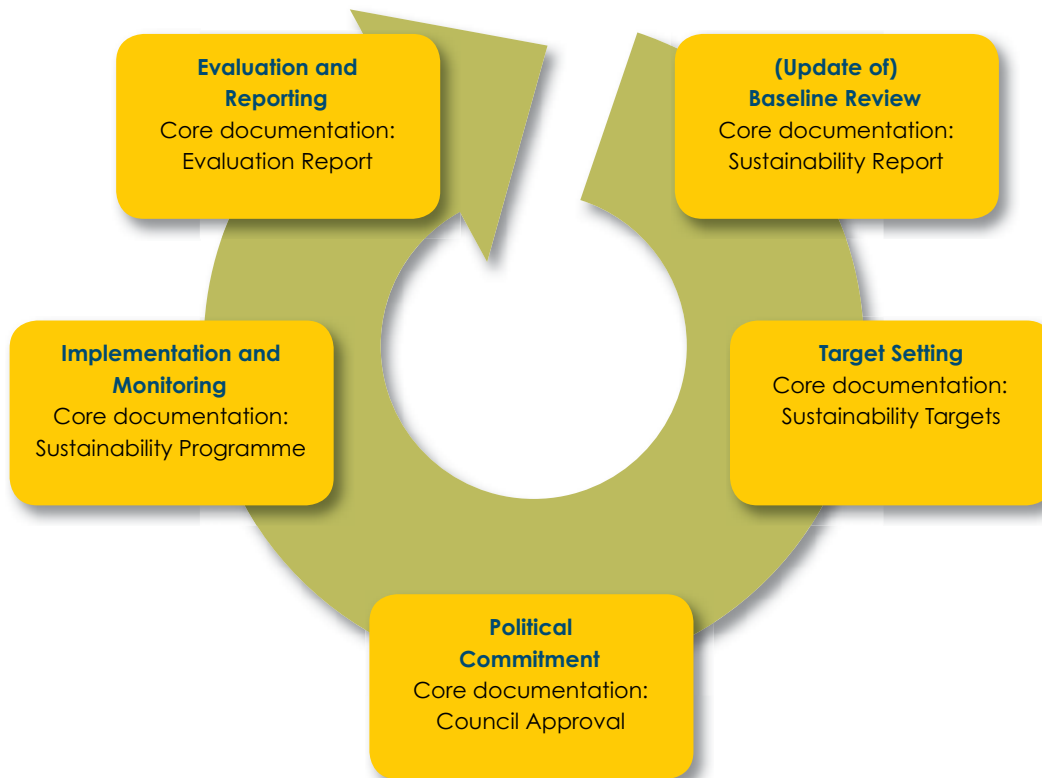 Evaluation and
Reporting
Core documentation:
Evaluation Report
(Update of)
Baseline Review
Core documentation:
Sustainability Report
Implementation and
Monitoring
Core documentation:
Sustainability Programme
Target Setting
Core documentation:
Sustainability Targets
Political
Commitment
Core documentation:
Council Approval